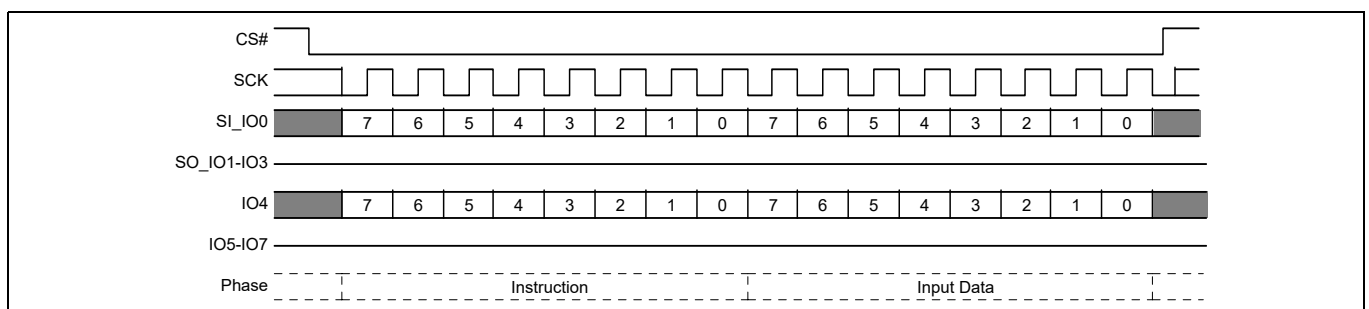 CS#
SCK
SI_IO0 7 6 5 4 3 2 1 0 7 6 5 4 3 2 1 0
SO_IO1-IO3
IO4 7 6 5 4 3 2 1 0 7 6 5 4 3 2 1 0
IO5-IO7
Phase Instruction Input Data